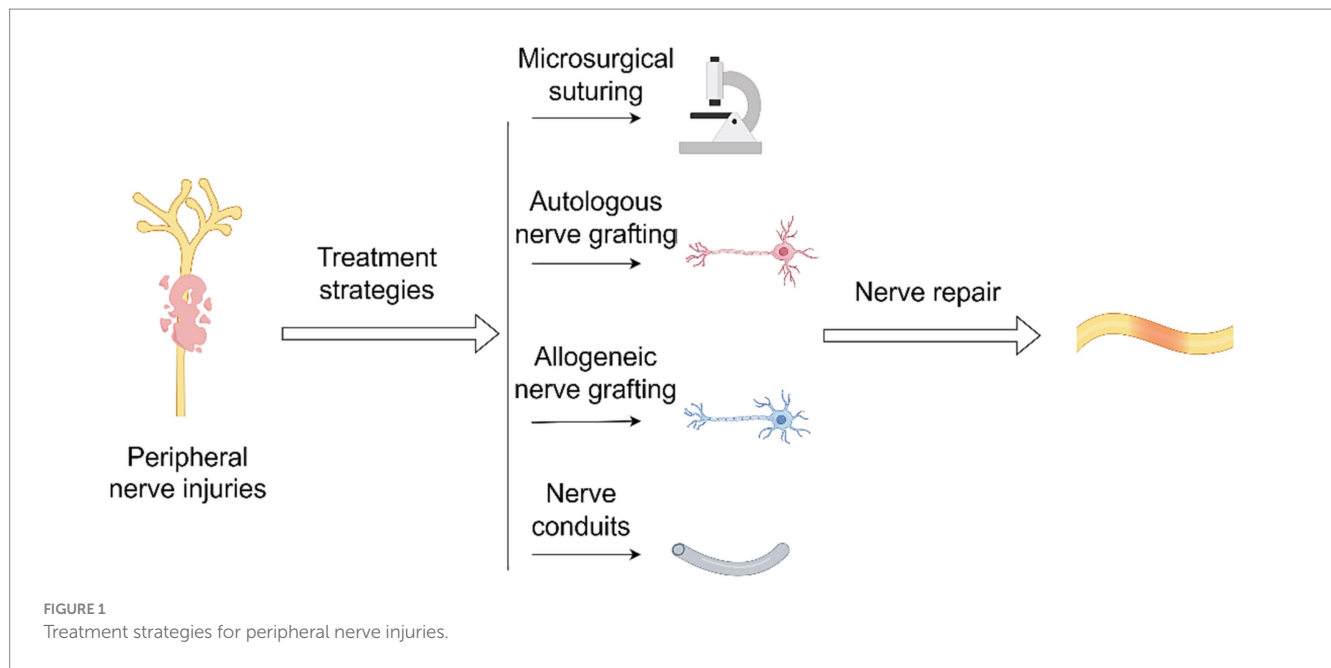 Peripheral
nerve injuries
Treatment
strategies
Microsurgical
suturing
Autologous
nerve grafting
Allogeneic
nerve grafting
Nerve
conduits
Nerve repair
FIGURE 1
Treatment strategies for peripheral nerve injuries.